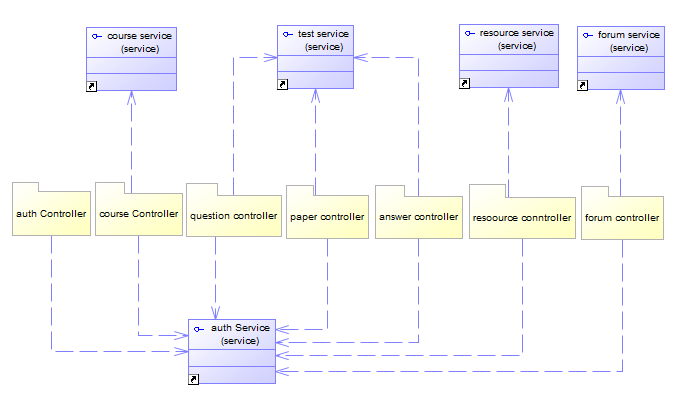 course service
(service)
test service
(service)
resource service
(service)
forum service
(service)
auth Controller
course Controller
question controller
paper controller
answer controller
resoource conntroller
forum controller
auth Service
(service)